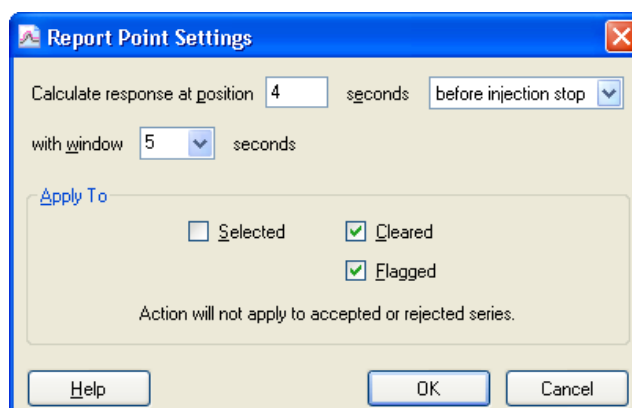 Report Point Settings
Calculate response at position 4 seconds before injection stop
with window 5 seconds
Apply To
Selected Cleared
Flagged
Action will not apply to accepted or rejected series.
Help OK Cancel